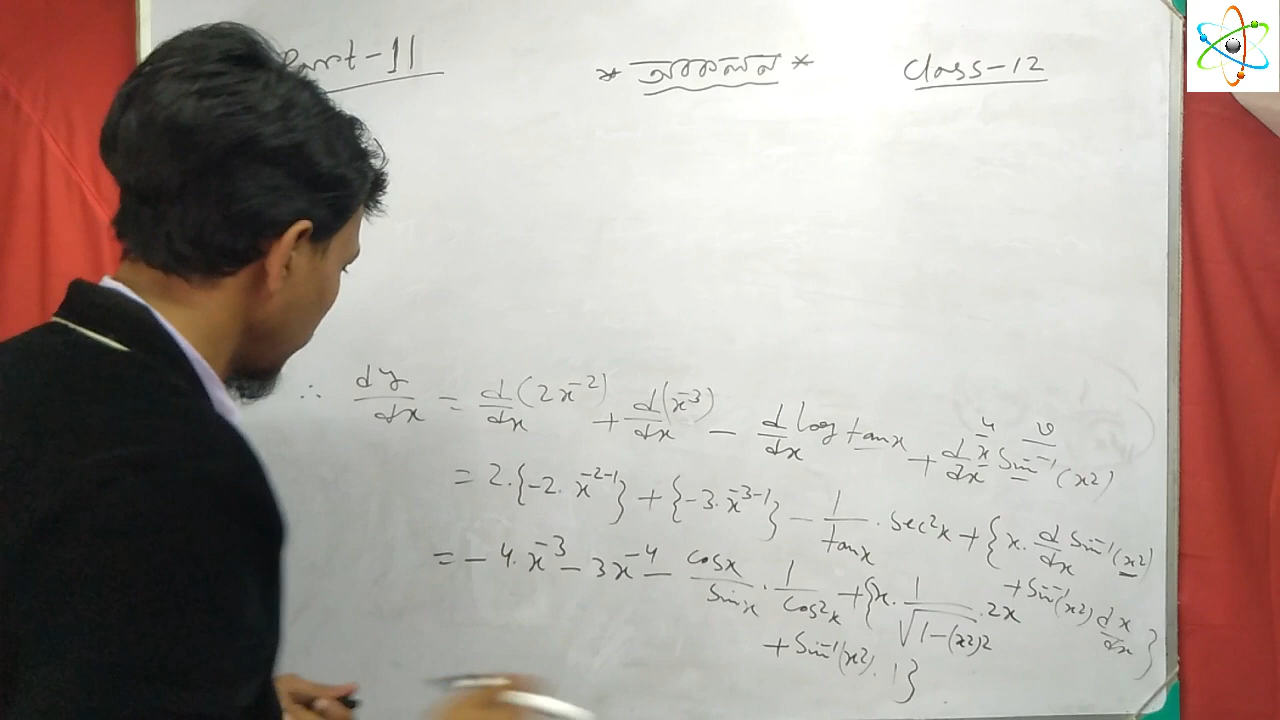 Part-11
* অবকলন *
Class-12
∴ dy/dx = d/dx (2x⁻²) + d/dx (x⁻³) − d/dx log tanx + d/dx x sin⁻¹(x²)
u v
= 2.{-2. x⁻²⁻¹} + {-3. x⁻³⁻¹} − 1/tanx . sec²x + {x. d/dx sin⁻¹(x²)
+ sin⁻¹(x²) dx/dx}
= − 4. x⁻³ − 3x⁻⁴ − cosx/sinx . 1/cos²x + {x. 1/√1−(x²)² .2x
+ sin⁻¹(x²). 1}